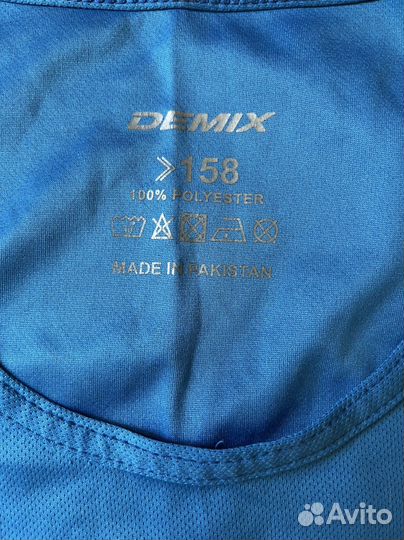 DEMIX
158
100% POLYESTER
MADE IN PAKISTAN
Avito